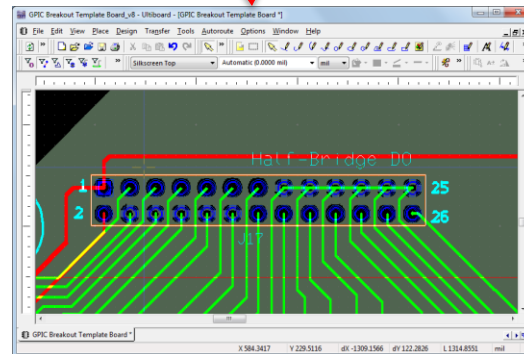 GPIC Breakout Template Board_v8 - Ultiboard - [GPIC Breakout Template Board *]
File Edit View Place Design Transfer Tools Autoroute Options Window Help
Silkscreen Top Automatic (0.0000 mil) mil
Half-Bridge DO
1 25
2 26
J17
GPIC Breakout Template Board *
X 584.3417 Y 229.5116 dX -1309.1566 dY 122.2826 L 1314.8551 mil